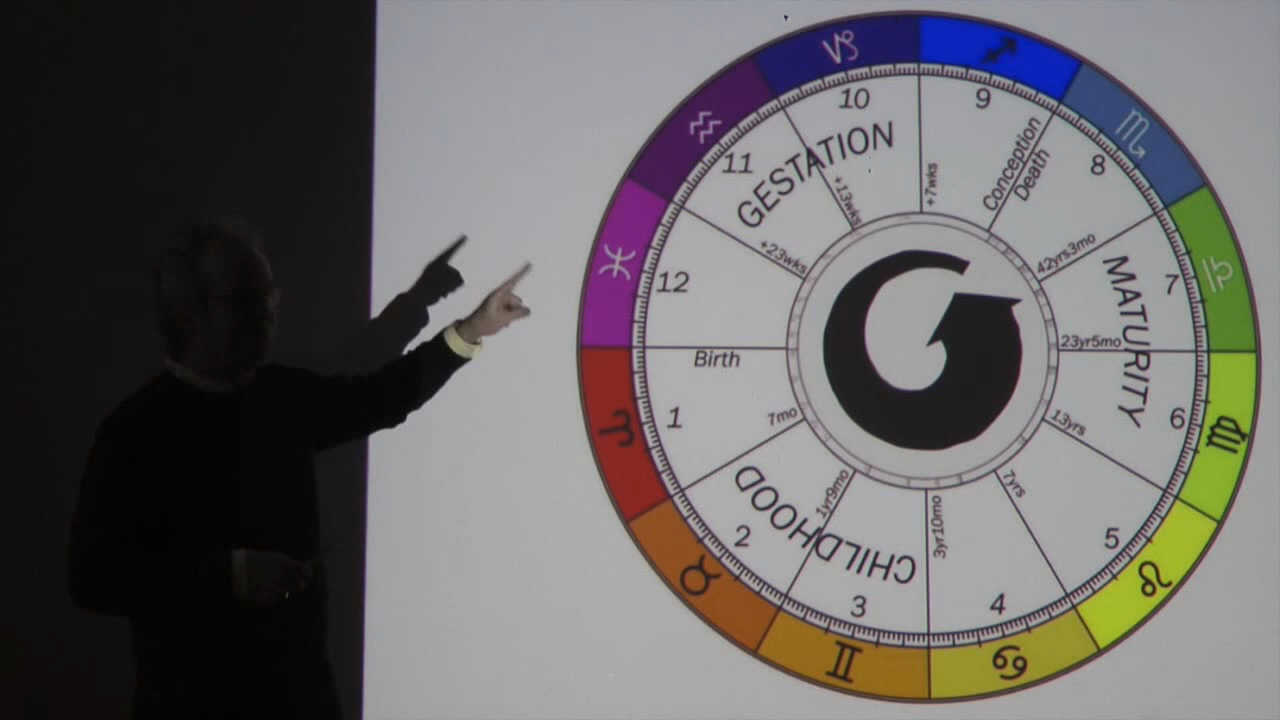 ♑ ♐
♒ ♏
♓ ♎
♈ ♍
♉ ♌
♊ ♋
10 9
11 8
12 7
1 6
2 5
3 4
GESTATION
MATURITY
CHILDHOOD
Conception
Death
+7wks
+13wks
+23wks
Birth
7mo
1yr9mo
3yr10mo
7yrs
13yrs
23yr5mo
42yrs3mo